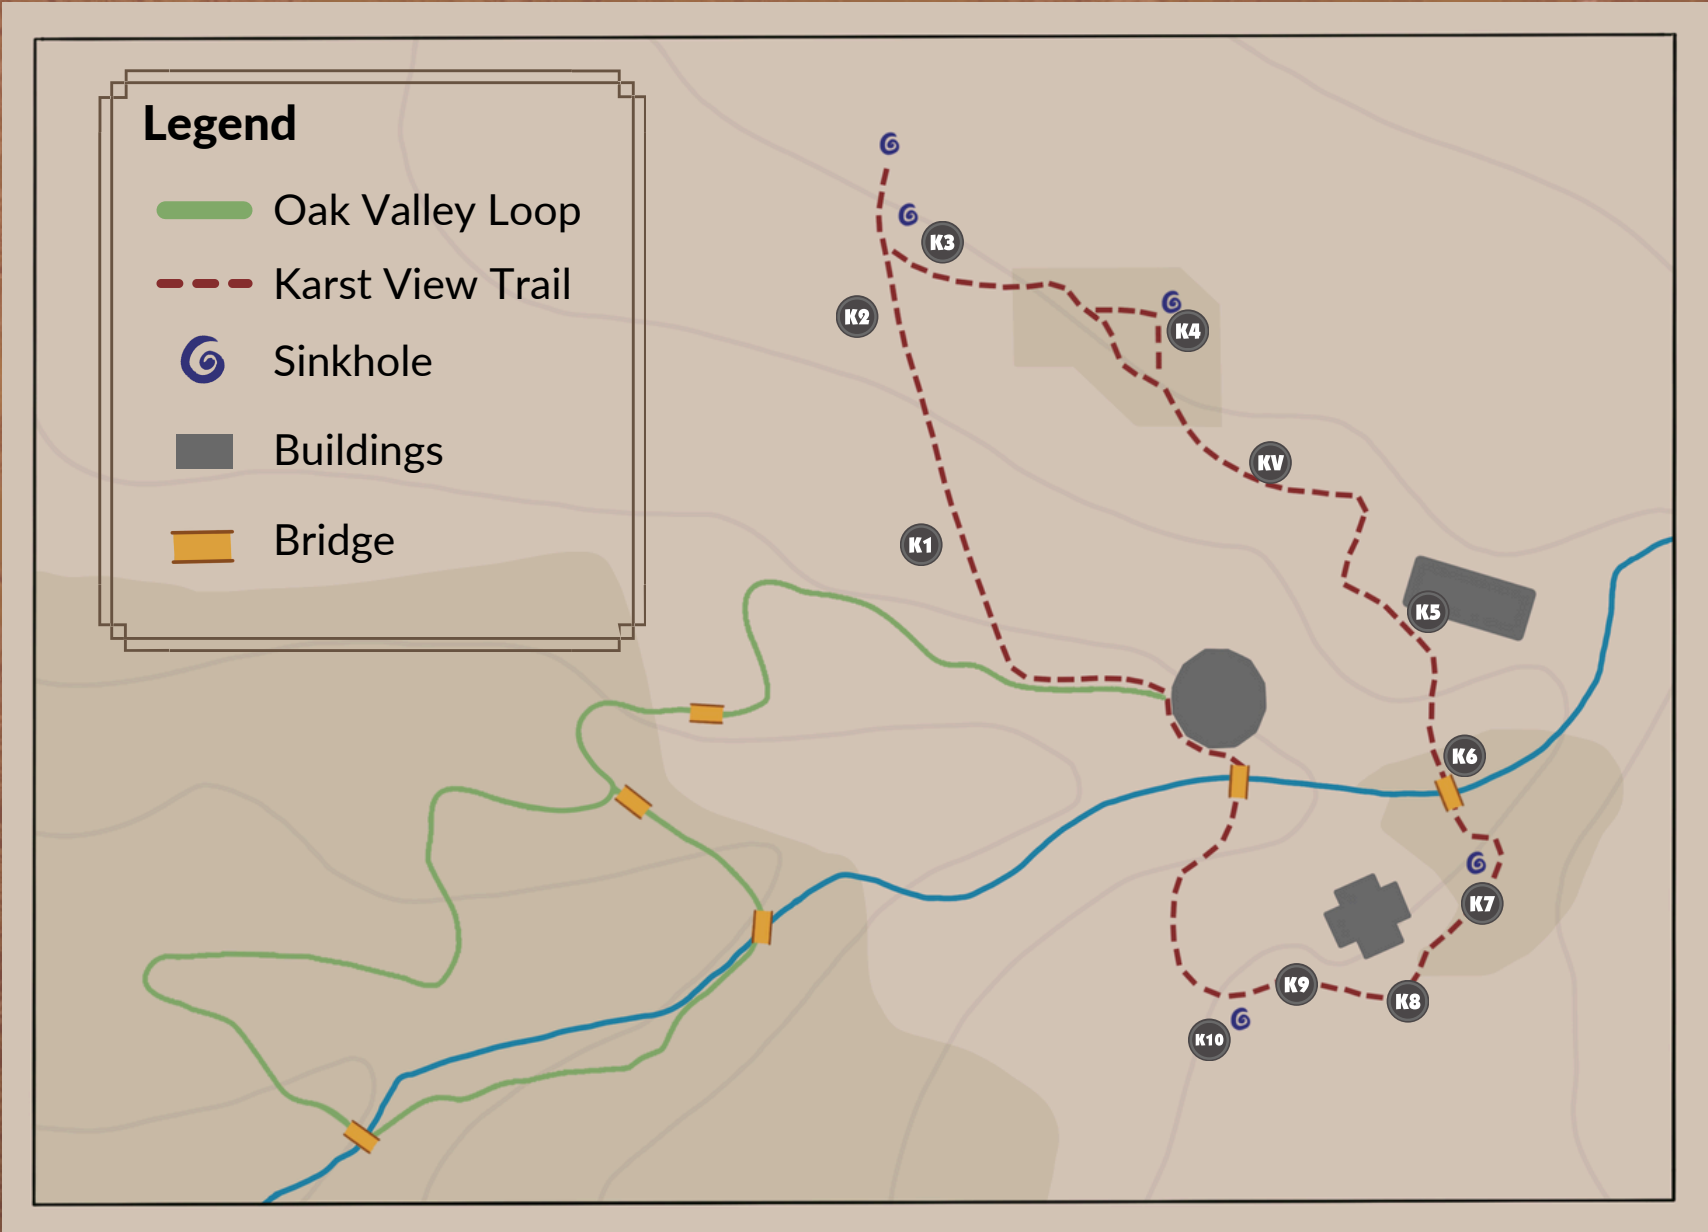 Legend
Oak Valley Loop
Karst View Trail
Sinkhole
Buildings
Bridge
K3
K2
K4
KV
K1
K5
K6
K7
K9
K8
K10